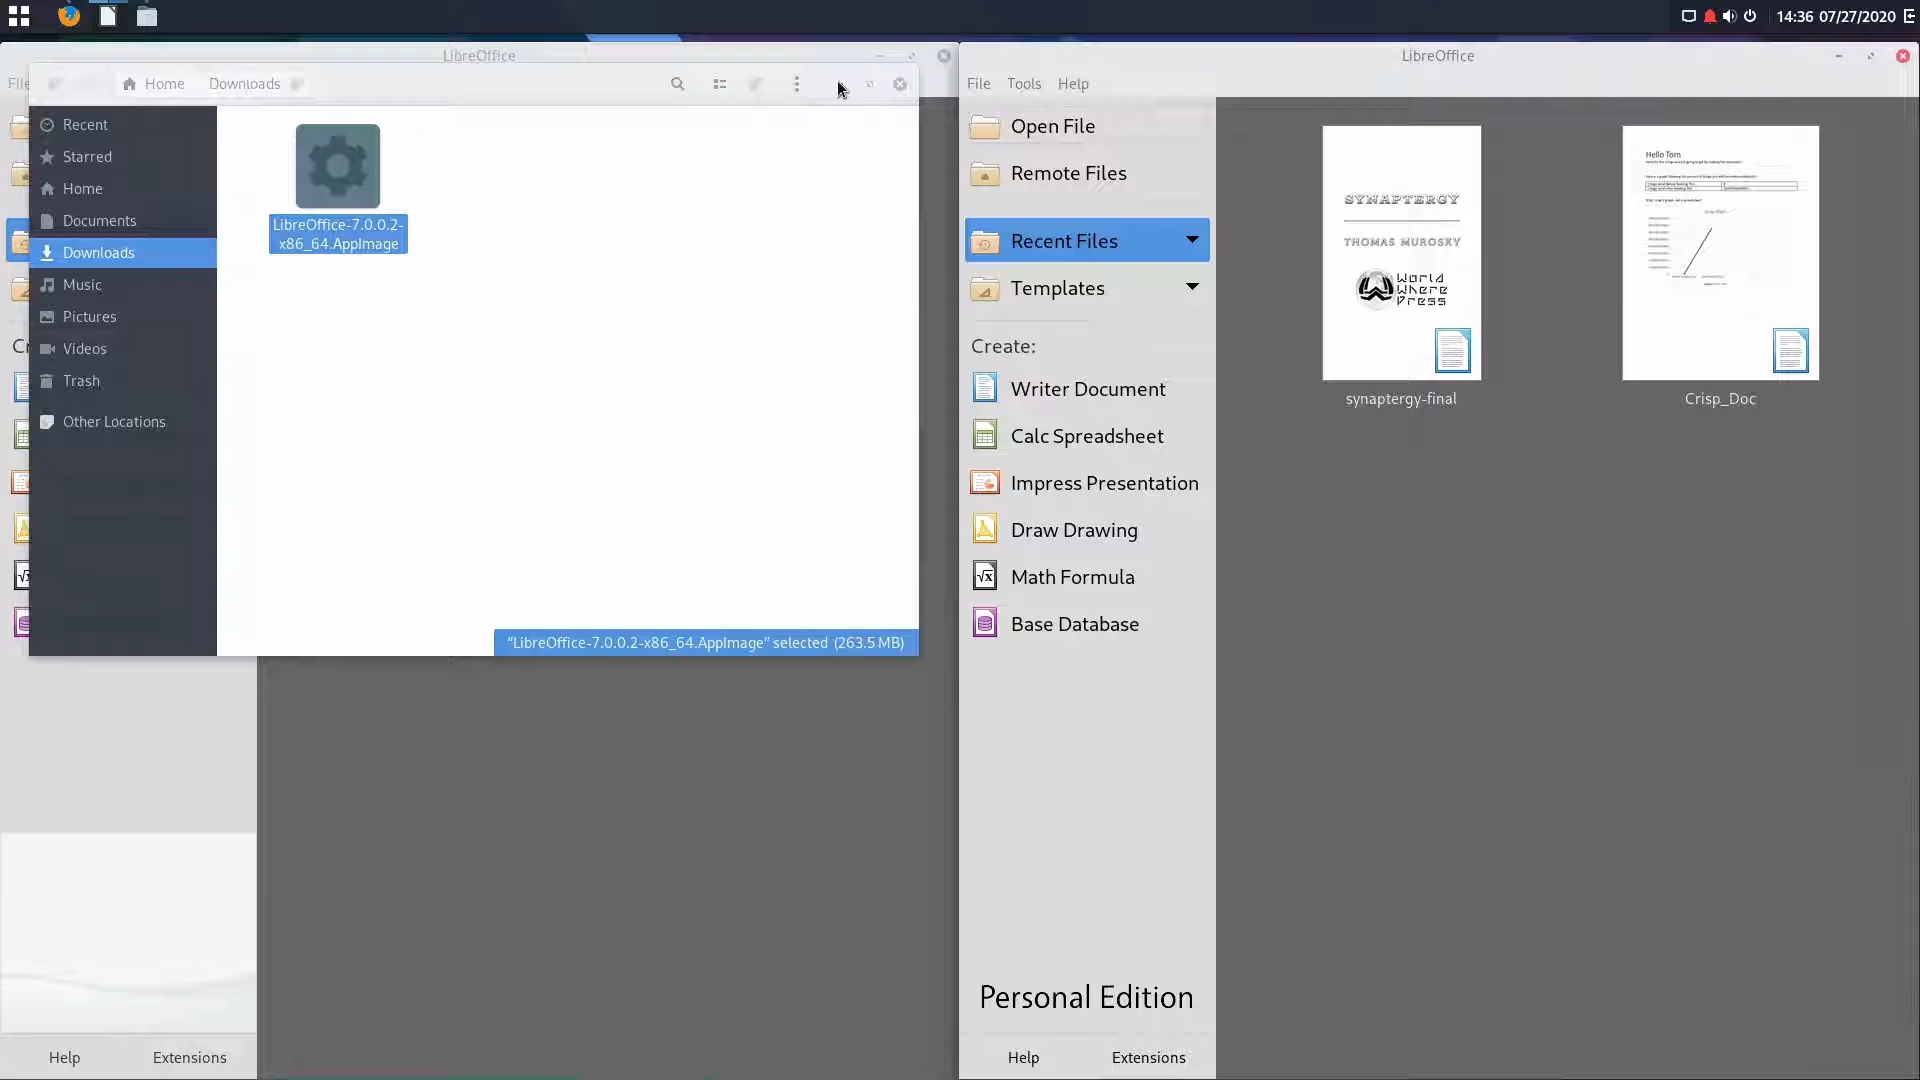 14:36 07/27/2020
LibreOffice
File
Home
Downloads
Recent
Starred
Home
Documents
Downloads
Music
Pictures
Videos
Trash
Other Locations
LibreOffice-7.0.0.2-
x86_64.AppImage
"LibreOffice-7.0.0.2-x86_64.AppImage" selected (263.5 MB)
Cr
Help
Extensions
LibreOffice
File
Tools
Help
Open File
Remote Files
Recent Files
Templates
Create:
Writer Document
Calc Spreadsheet
Impress Presentation
Draw Drawing
Math Formula
Base Database
Personal Edition
Help
Extensions
SYNAPTERGY
THOMAS MUROSKY
World
Where
Press
synaptergy-final
Hello Tom
Crisp_Doc